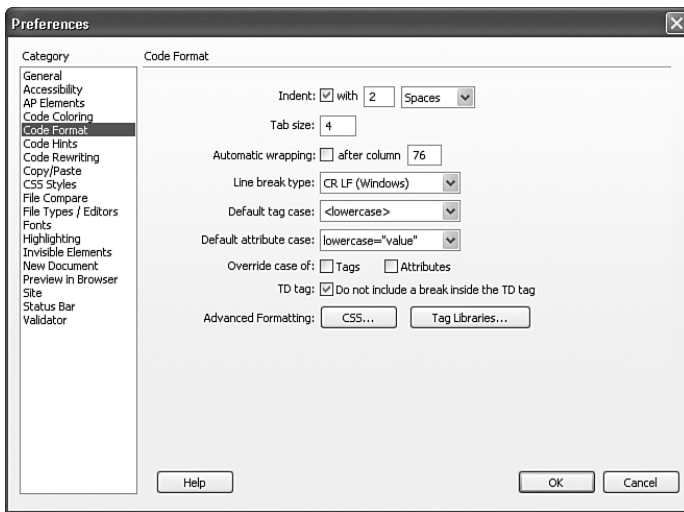 Preferences
Category
Code Format
General
Accessibility
AP Elements
Code Coloring
Code Format
Code Hints
Code Rewriting
Copy/Paste
CSS Styles
File Compare
File Types / Editors
Fonts
Highlighting
Invisible Elements
New Document
Preview in Browser
Site
Status Bar
Validator
Indent: with 2 Spaces
Tab size: 4
Automatic wrapping: after column 76
Line break type: CR LF (Windows)
Default tag case: <lowercase>
Default attribute case: lowercase="value"
Override case of: Tags Attributes
TD tag: Do not include a break inside the TD tag
Advanced Formatting: CSS... Tag Libraries...
Help OK Cancel